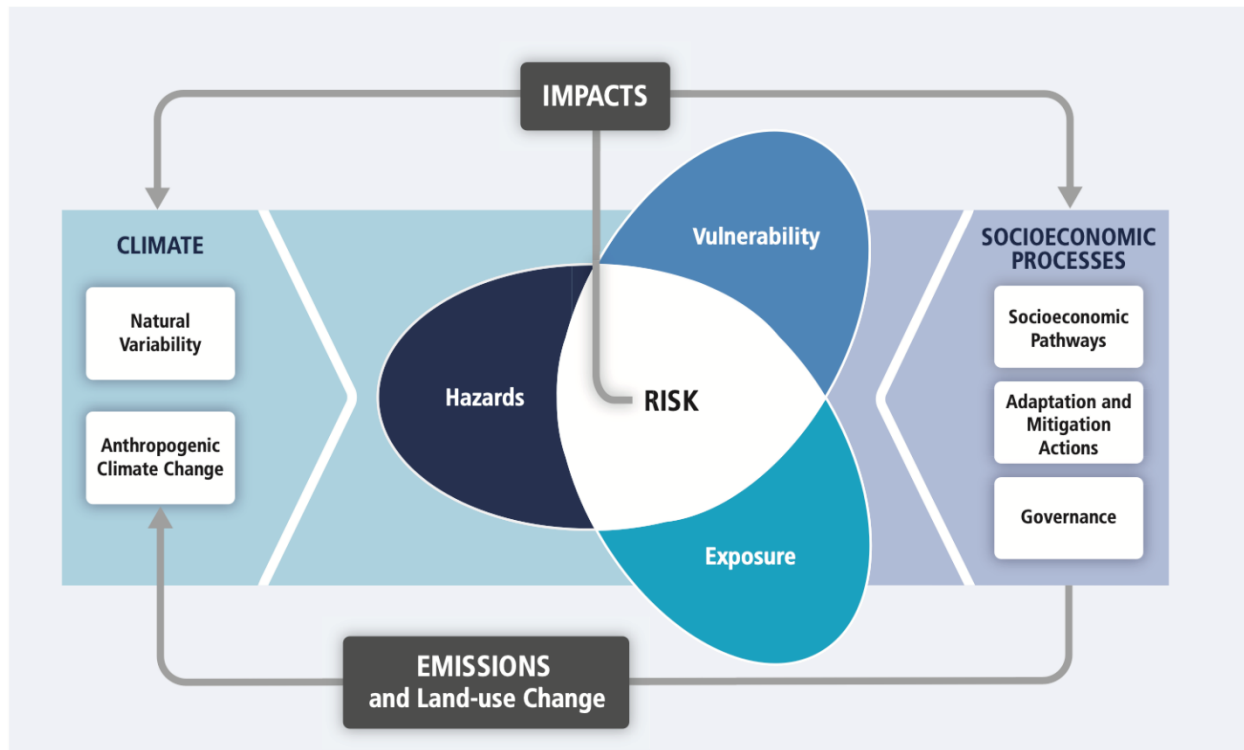 IMPACTS
CLIMATE
Natural
Variability
Anthropogenic
Climate Change
Vulnerability
Hazards
RISK
Exposure
SOCIOECONOMIC
PROCESSES
Socioeconomic
Pathways
Adaptation and
Mitigation
Actions
Governance
EMISSIONS
and Land-use Change